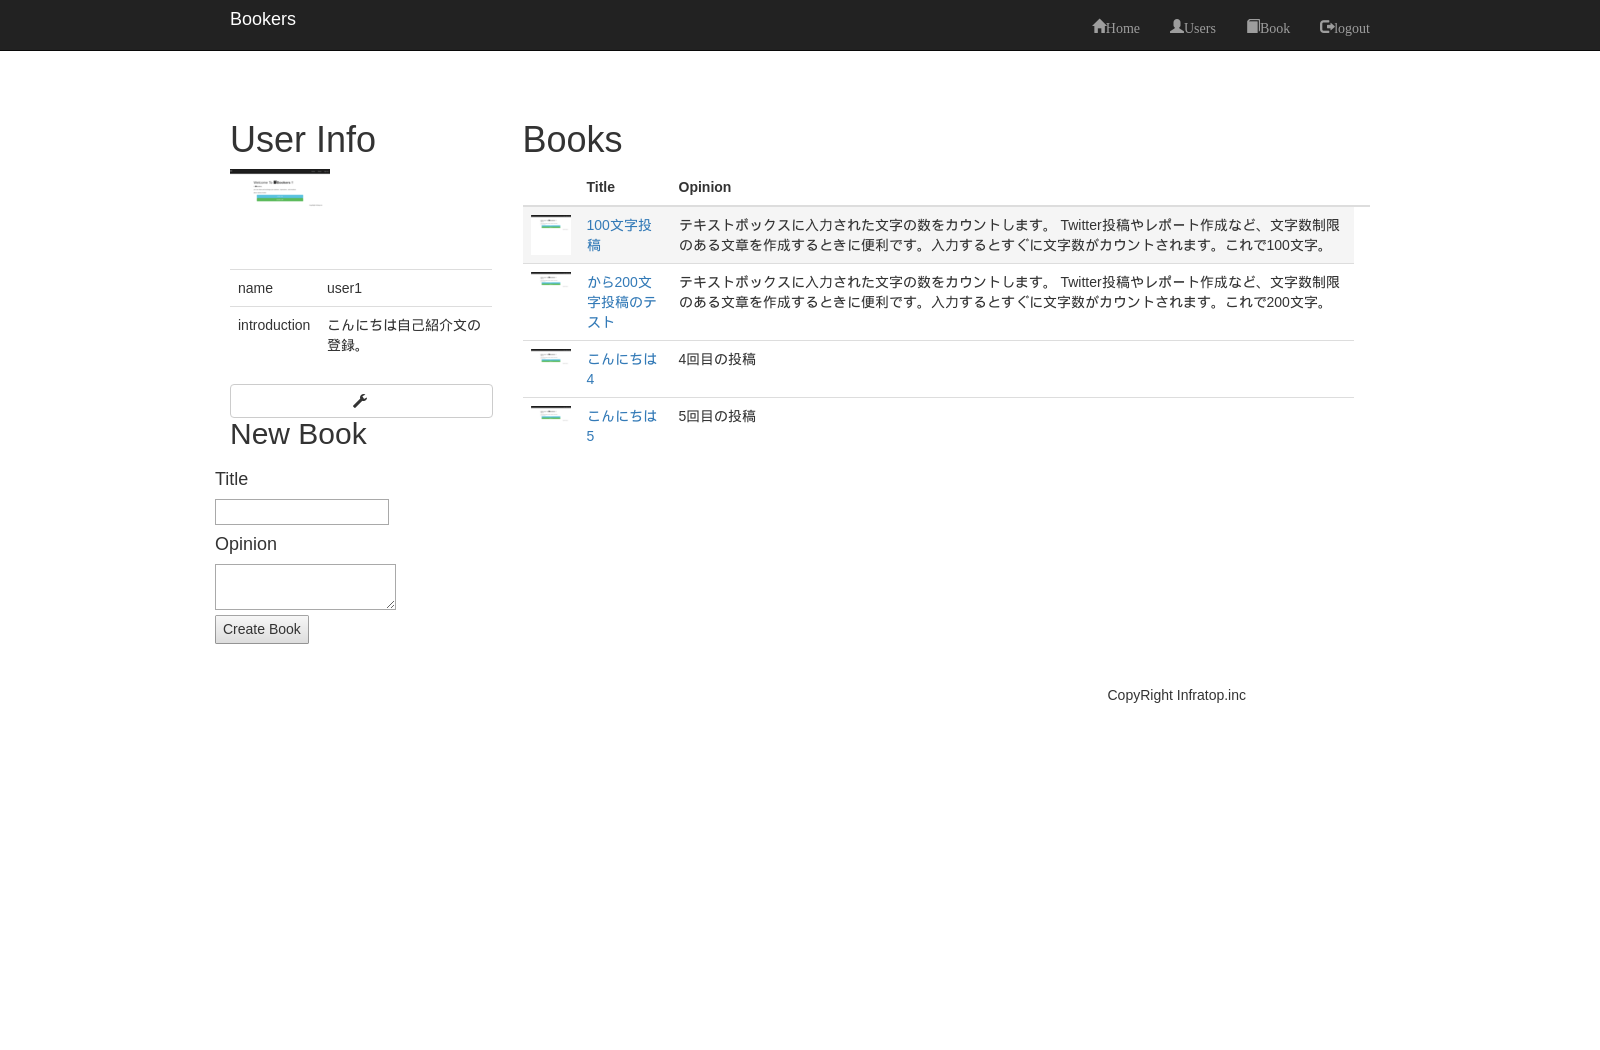 Bookers
Home Users Book logout
User Info
name user1
introduction こんにちは自己紹介文の
登録。
New Book
Title
Opinion
Create Book
Books
Title Opinion
100文字投 テキストボックスに入力された文字の数をカウントします。 Twitter投稿やレポート作成など、文字数制限
稿 のある文章を作成するときに便利です。入力するとすぐに文字数がカウントされます。これで100文字。
から200文 テキストボックスに入力された文字の数をカウントします。 Twitter投稿やレポート作成など、文字数制限
字投稿のテ のある文章を作成するときに便利です。入力するとすぐに文字数がカウントされます。これで200文字。
スト
こんにちは 4回目の投稿
4
こんにちは 5回目の投稿
5
CopyRight Infratop.inc